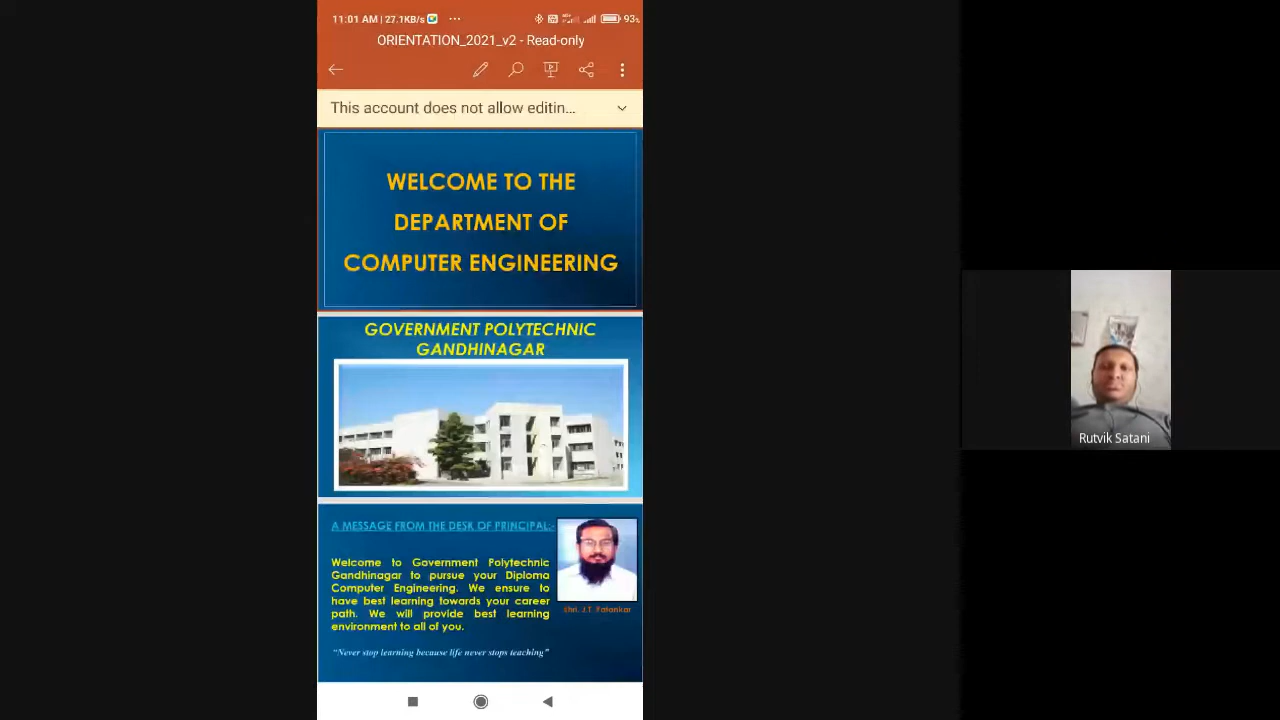 11:01 AM | 27.1KB/s ... 93%
ORIENTATION_2021_v2 - Read-only
This account does not allow editin...
WELCOME TO THE
DEPARTMENT OF
COMPUTER ENGINEERING
GOVERNMENT POLYTECHNIC
GANDHINAGAR
A MESSAGE FROM THE DESK OF PRINCIPAL:-
Welcome to Government Polytechnic
Gandhinagar to pursue your Diploma
Computer Engineering. We ensure to
have best learning towards your career
path. We will provide best learning
environment to all of you.
Shri. J.T. Patankar
"Never stop learning because life never stops teaching"
Rutvik Satani